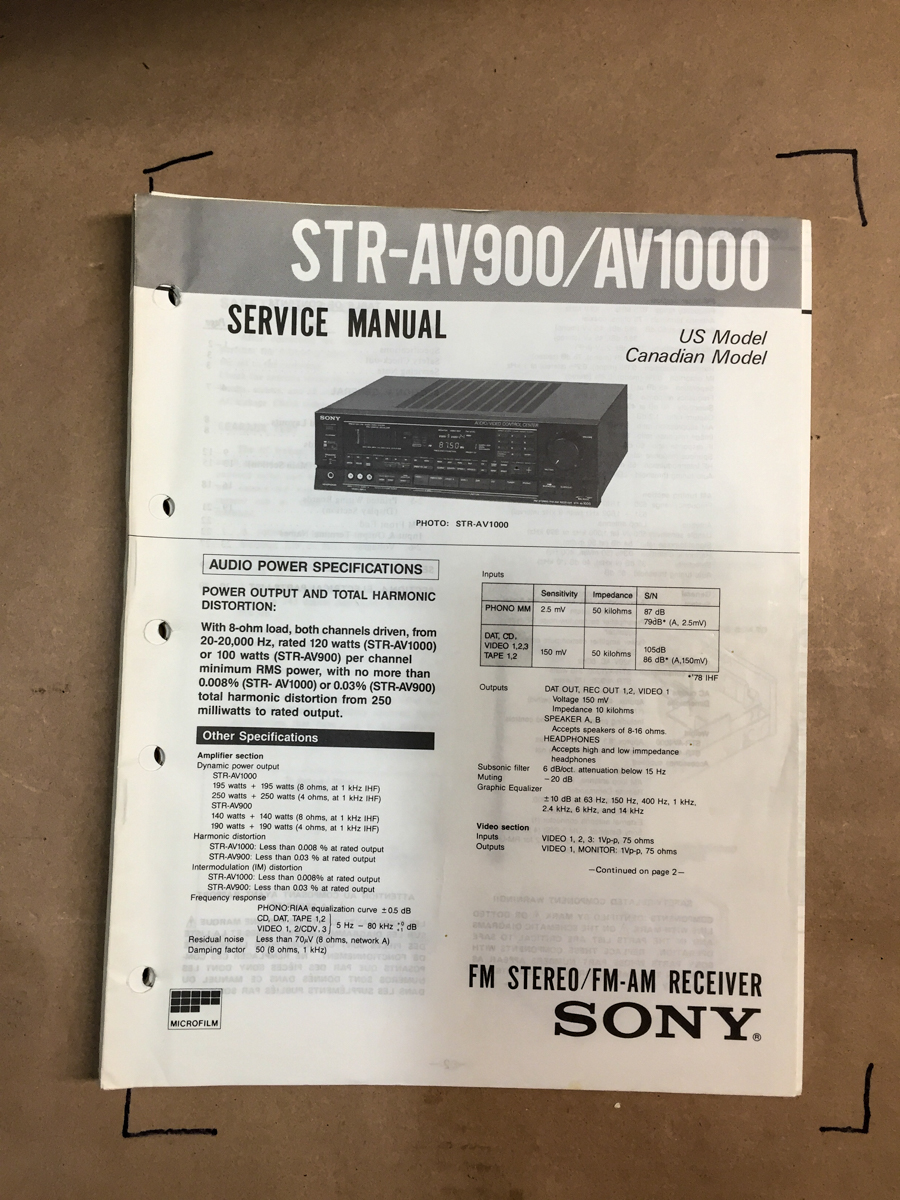 STR-AV900/AV1000
SERVICE MANUAL
US Model
Canadian Model
SONY
AUDIO/VIDEO CONTROL CENTER
87.50
PHOTO: STR-AV1000
AUDIO POWER SPECIFICATIONS
POWER OUTPUT AND TOTAL HARMONIC
DISTORTION:
With 8-ohm load, both channels driven, from
20-20,000 Hz, rated 120 watts (STR-AV1000)
or 100 watts (STR-AV900) per channel
minimum RMS power, with no more than
0.008% (STR- AV1000) or 0.03% (STR-AV900)
total harmonic distortion from 250
milliwatts to rated output.
Other Specifications
Amplifier section
Dynamic power output
STR-AV1000
195 watts + 195 watts (8 ohms, at 1 kHz IHF)
250 watts + 250 watts (4 ohms, at 1 kHz IHF)
STR-AV900
140 watts + 140 watts (8 ohms, at 1 kHz IHF)
190 watts + 190 watts (4 ohms, at 1 kHz IHF)
Harmonic distortion
STR-AV1000: Less than 0.008 % at rated output
STR-AV900: Less than 0.03 % at rated output
Intermodulation (IM) distortion
STR-AV1000: Less than 0.008% at rated output
STR-AV900: Less than 0.03 % at rated output
Frequency response
PHONO:RIAA equalization curve ±0.5 dB
CD, DAT, TAPE 1,2
VIDEO 1, 2/CDV, 3 5 Hz – 80 kHz +0 -1 dB
Residual noise Less than 70μV (8 ohms, network A)
Damping factor 50 (8 ohms, 1 kHz)
MICROFILM
Inputs
Sensitivity Impedance S/N
PHONO MM 2.5 mV 50 kilohms 87 dB
79dB* (A, 2.5mV)
DAT, CD,
VIDEO 1,2,3
TAPE 1,2 150 mV 50 kilohms 105dB
86 dB* (A,150mV)
*'78 IHF
Outputs DAT OUT, REC OUT 1,2, VIDEO 1
Voltage 150 mV
Impedance 10 kilohms
SPEAKER A, B
Accepts speakers of 8-16 ohms.
HEADPHONES
Accepts high and low immpedance
headphones
Subsonic filter 6 dB/oct. attenuation below 15 Hz
Muting –20 dB
Graphic Equalizer
±10 dB at 63 Hz, 150 Hz, 400 Hz, 1 kHz,
2.4 kHz, 6 kHz, and 14 kHz
Video section
Inputs VIDEO 1, 2, 3: 1Vp-p, 75 ohms
Outputs VIDEO 1, MONITOR: 1Vp-p, 75 ohms
—Continued on page 2—
FM STEREO/FM-AM RECEIVER
SONY®